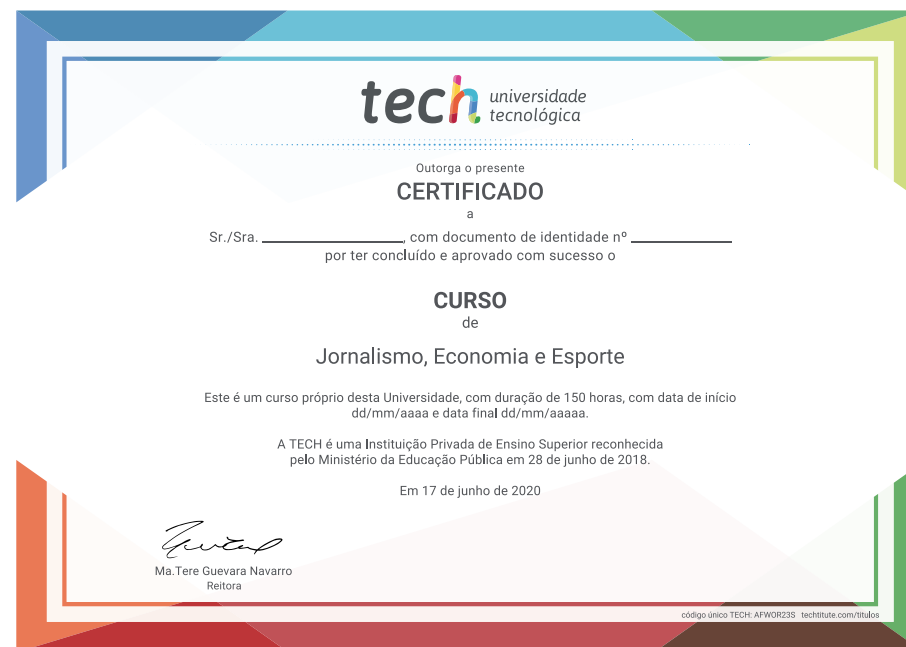 tech universidade
tecnológica
Outorga o presente
CERTIFICADO
a
Sr./Sra. ____________________, com documento de identidade nº ______________
por ter concluído e aprovado com sucesso o
CURSO
de
Jornalismo, Economia e Esporte
Este é um curso próprio desta Universidade, com duração de 150 horas, com data de início
dd/mm/aaaa e data final dd/mm/aaaaa.
A TECH é uma Instituição Privada de Ensino Superior reconhecida
pelo Ministério da Educação Pública em 28 de junho de 2018.
Em 17 de junho de 2020
Ma.Tere Guevara Navarro
Reitora
código único TECH: AFWOR23S techtitute.com/titulos